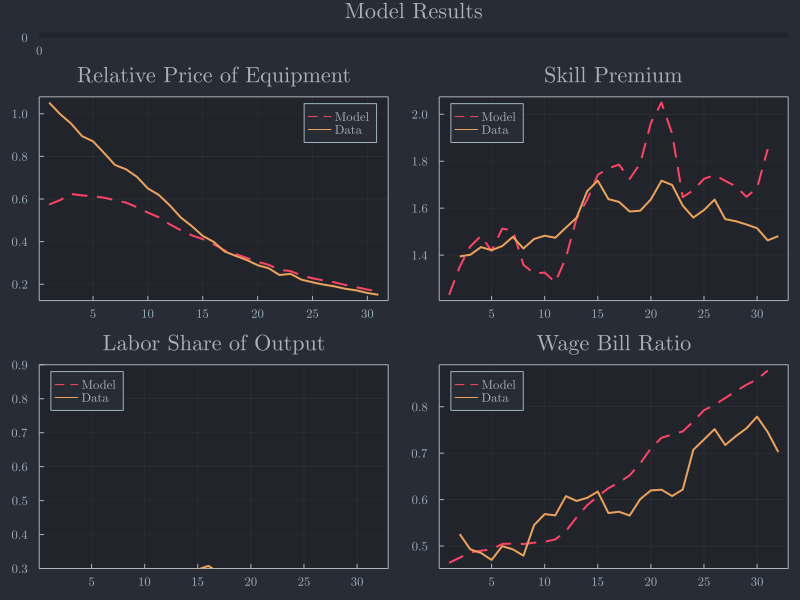 Model Results
0
0
Relative Price of Equipment
1.0
0.8
0.6
0.4
0.2
5 10 15 20 25 30
Model
Data
Skill Premium
2.0
1.8
1.6
1.4
5 10 15 20 25 30
Model
Data
Labor Share of Output
0.9
0.8
0.7
0.6
0.5
0.4
0.3
5 10 15 20 25 30
Model
Data
Wage Bill Ratio
0.8
0.7
0.6
0.5
5 10 15 20 25 30
Model
Data